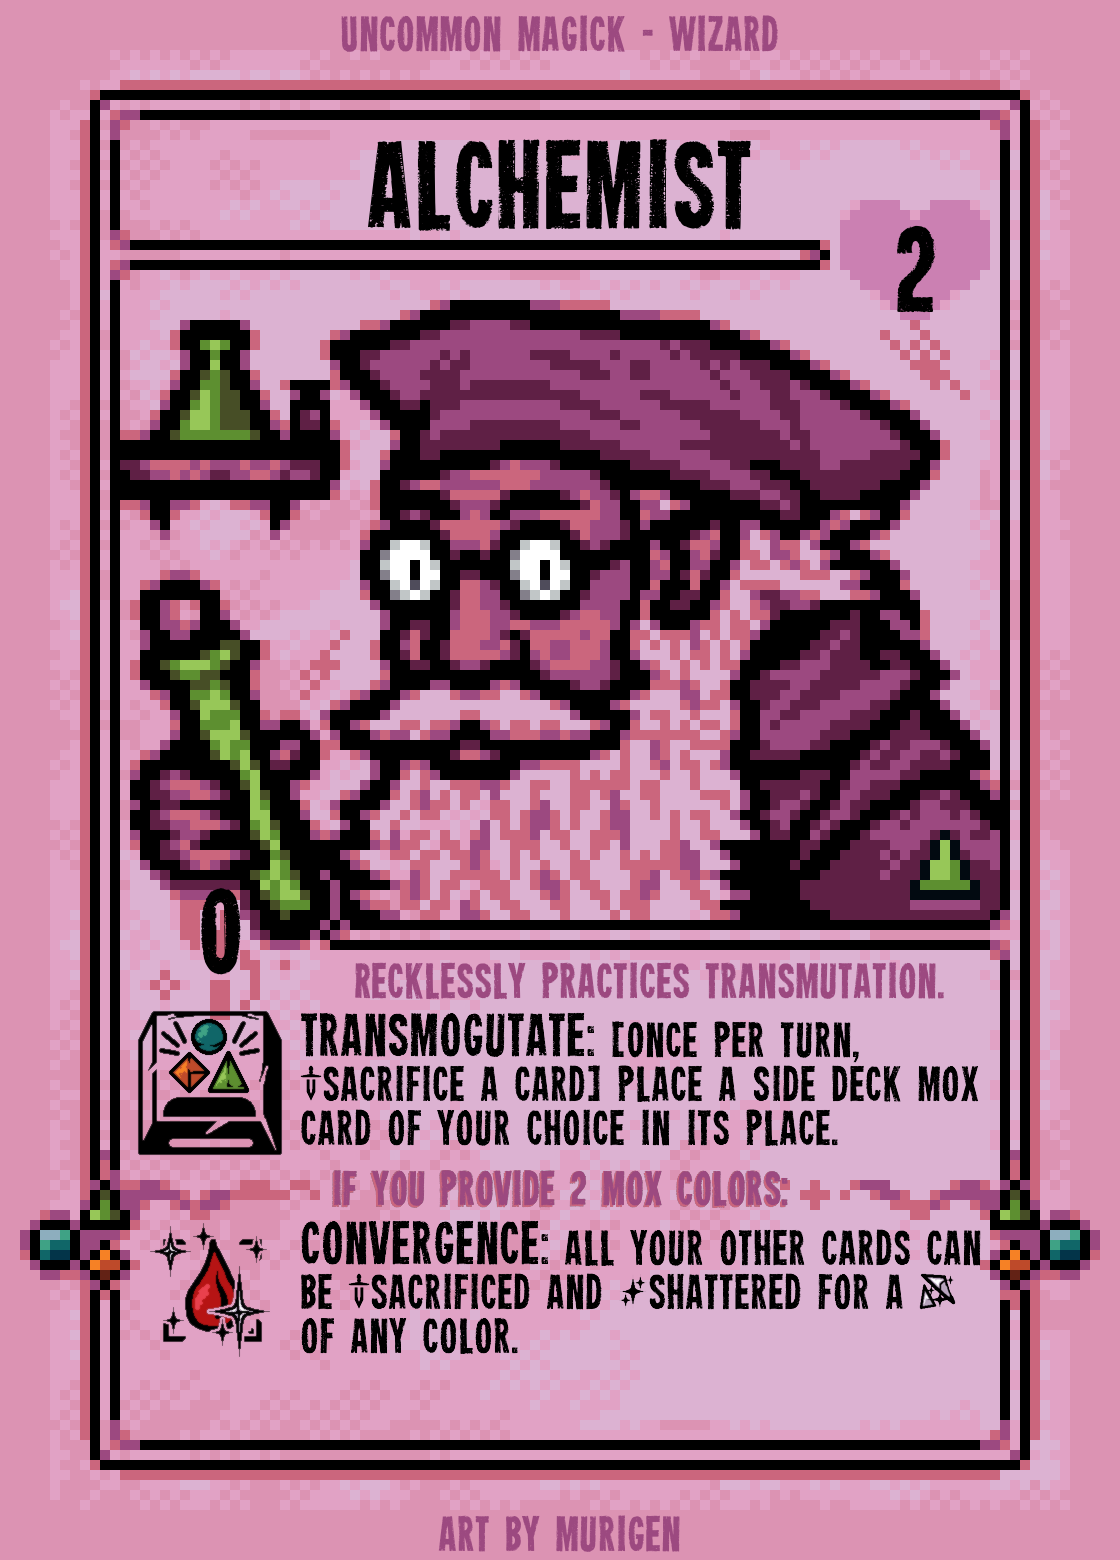 UNCOMMON MAGICK - WIZARD
ALCHEMIST
2
0
RECKLESSLY PRACTICES TRANSMUTATION.
TRANSMOGUTATE: [ONCE PER TURN,
SACRIFICE A CARD] PLACE A SIDE DECK MOX
CARD OF YOUR CHOICE IN ITS PLACE.
IF YOU PROVIDE 2 MOX COLORS:
CONVERGENCE: ALL YOUR OTHER CARDS CAN
BE SACRIFICED AND SHATTERED FOR A
OF ANY COLOR.
ART BY MURIGEN